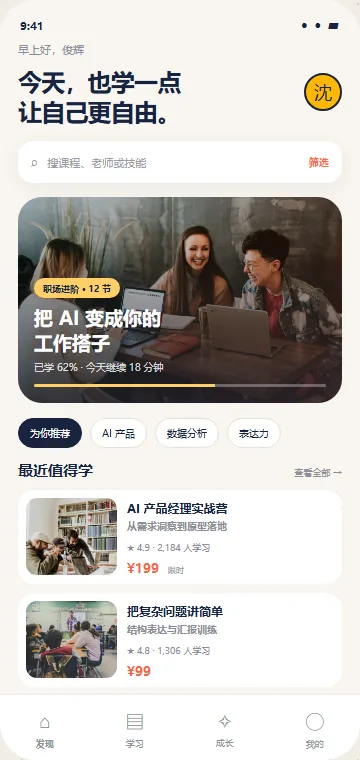 9:41
早上好，俊辉
今天，也学一点
让自己更自由。
沈
搜课程、老师或技能
筛选
职场进阶 • 12 节
把 AI 变成你的
工作搭子
已学 62% · 今天继续 18 分钟
为你推荐
AI 产品
数据分析
表达力
最近值得学
查看全部 →
AI 产品经理实战营
从需求洞察到原型落地
★ 4.9 · 2,184 人学习
¥199 限时
把复杂问题讲简单
结构表达与汇报训练
★ 4.8 · 1,306 人学习
¥99
发现
学习
成长
我的